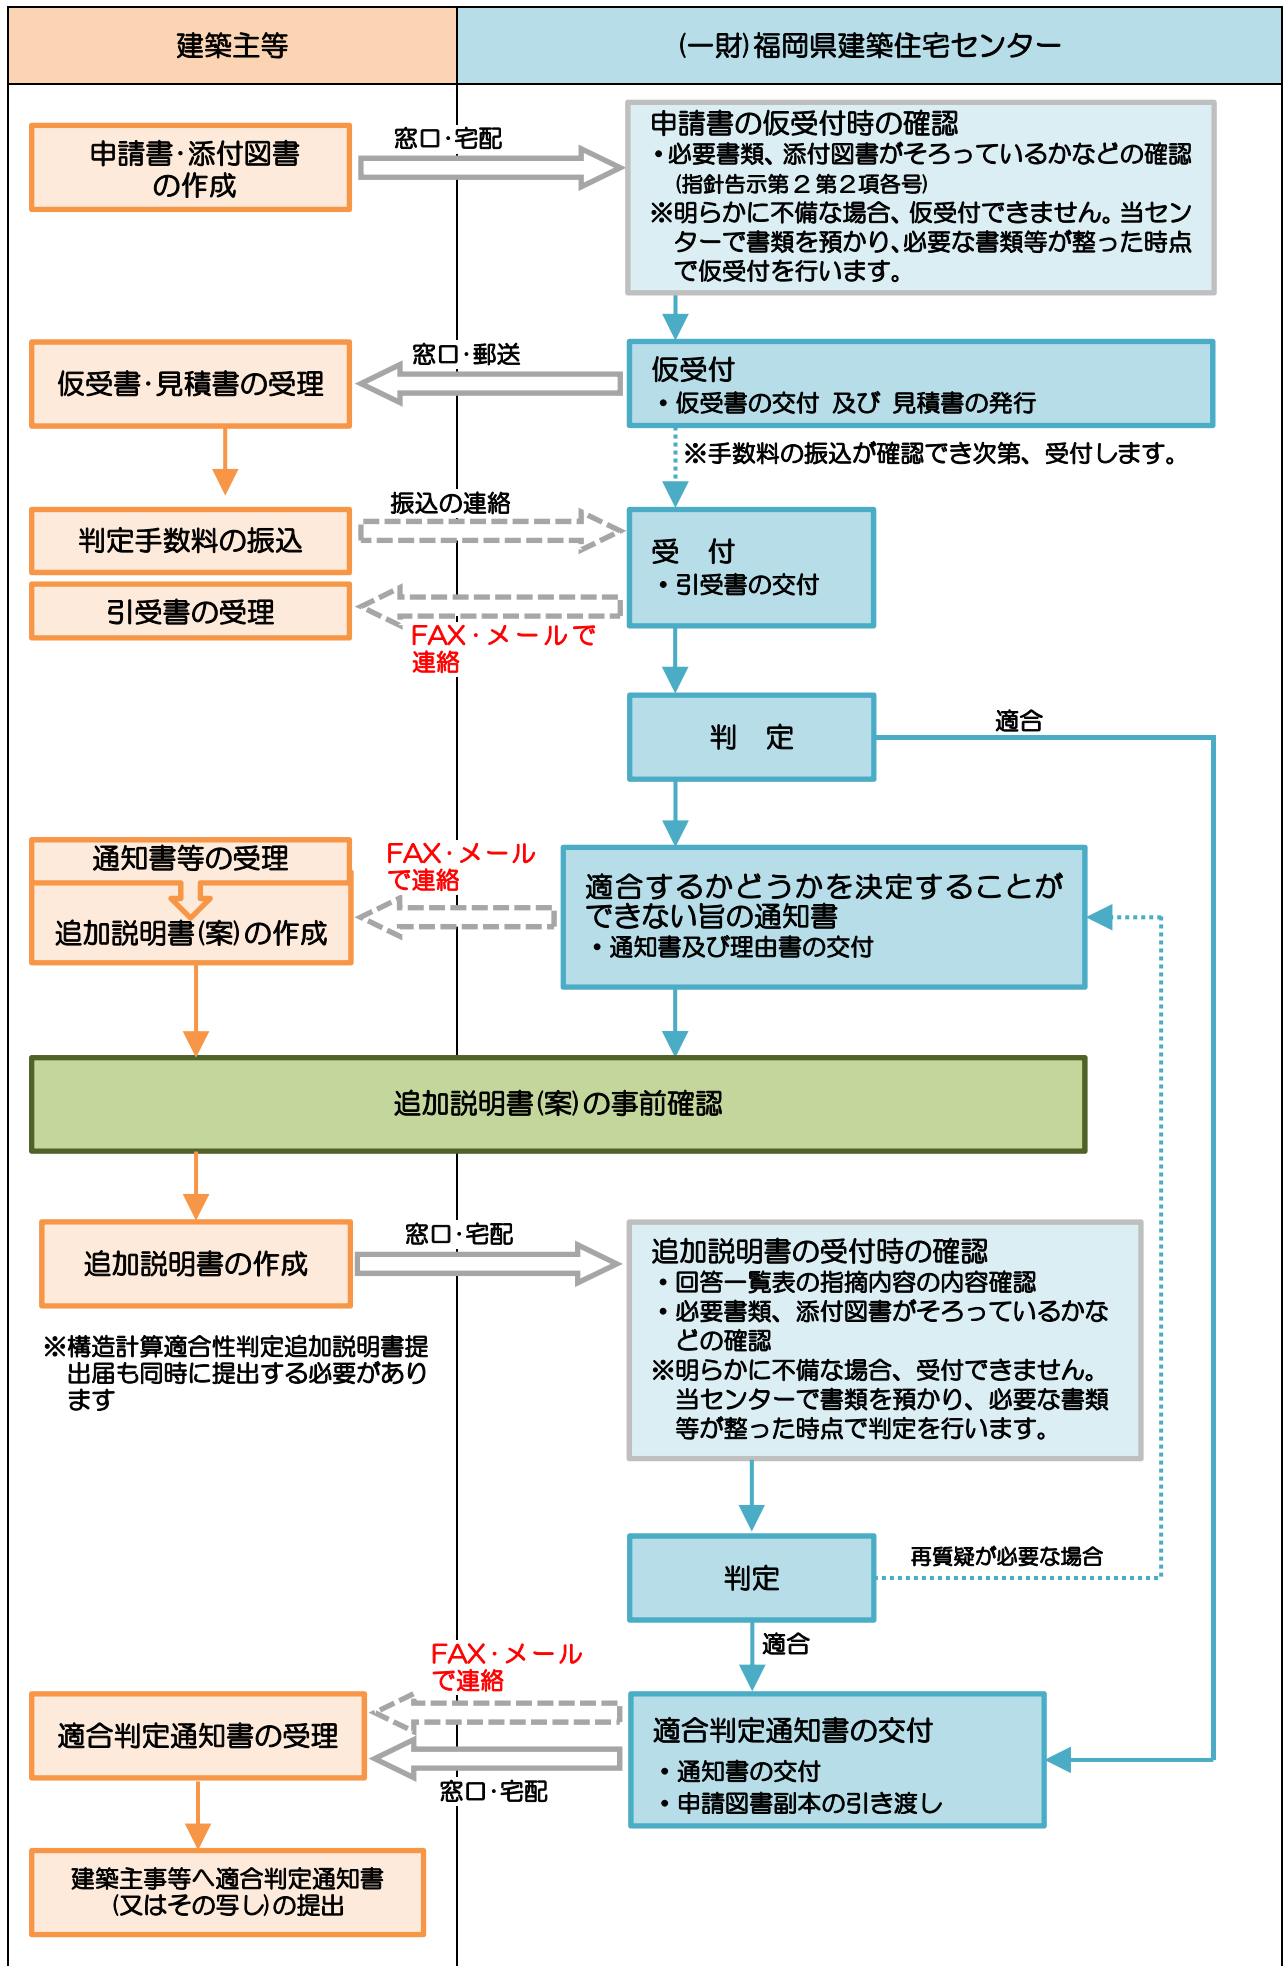 建築主等
(一財)福岡県建築住宅センター
申請書･添付図書
の作成
窓口･宅配
申請書の仮受付時の確認
・必要書類、添付図書がそろっているかなどの確認
(指針告示第２第２項各号)
※明らかに不備な場合、仮受付できません。当セン
ターで書類を預かり、必要な書類等が整った時点
で仮受付を行います。
仮受書･見積書の受理
窓口･郵送
仮受付
・仮受書の交付 及び 見積書の発行
※手数料の振込が確認でき次第、受付します。
判定手数料の振込
振込の連絡
受　付
・引受書の交付
引受書の受理
FAX･メールで
連絡
判　定
適合
通知書等の受理
追加説明書(案)の作成
FAX･メール
で連絡
適合するかどうかを決定することが
できない旨の通知書
・通知書及び理由書の交付
追加説明書(案)の事前確認
追加説明書の作成
窓口･宅配
※構造計算適合性判定追加説明書提
出届も同時に提出する必要があり
ます
追加説明書の受付時の確認
・回答一覧表の指摘内容の内容確認
・必要書類、添付図書がそろっているかな
どの確認
※明らかに不備な場合、受付できません。
当センターで書類を預かり、必要な書類
等が整った時点で判定を行います。
判定
再質疑が必要な場合
適合
FAX･メール
で連絡
適合判定通知書の受理
窓口･宅配
適合判定通知書の交付
・通知書の交付
・申請図書副本の引き渡し
建築主事等へ適合判定通知書
(又はその写し)の提出